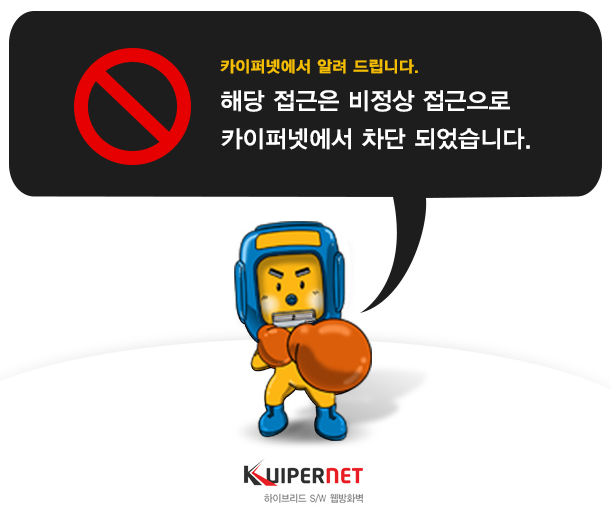 카이퍼넷에서 알려 드립니다.
해당 접근은 비정상 접근으로
카이퍼넷에서 차단 되었습니다.
KUIPERNET
하이브리드 S/W 웹방화벽